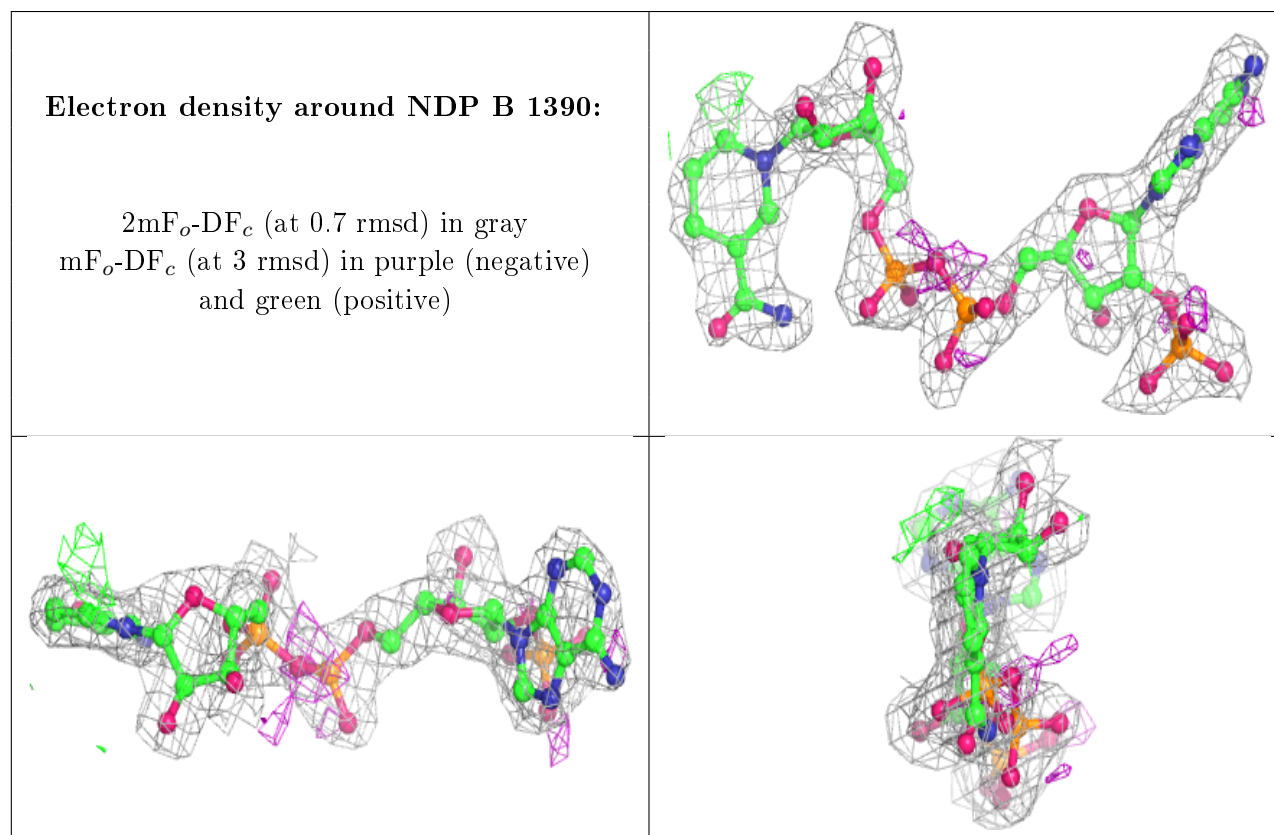 Electron density around NDP B 1390:
2mFₒ-DF𝒸 (at 0.7 rmsd) in gray
mFₒ-DF𝒸 (at 3 rmsd) in purple (negative)
and green (positive)